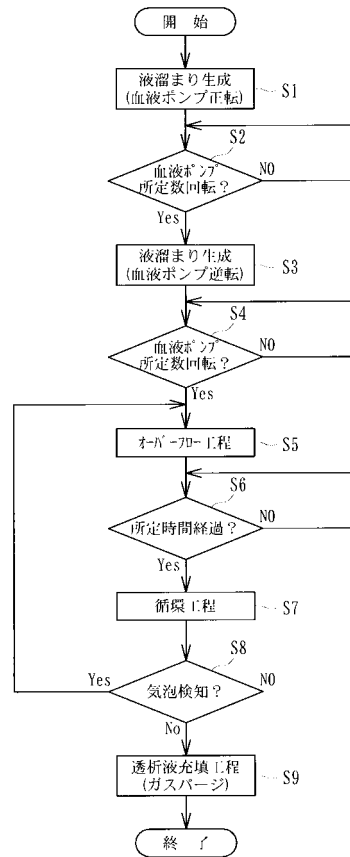 開 始
液溜まり生成
(血液ポンプ正転)
S1
S2
血液ポンプ
所定数回転？
NO
Yes
液溜まり生成
(血液ポンプ逆転)
S3
S4
血液ポンプ
所定数回転？
NO
Yes
オーバーフロー工程
S5
S6
所定時間経過？
NO
Yes
循環工程
S7
S8
Yes
気泡検知？
NO
No
透析液充填工程
(ガスパージ)
S9
終 了